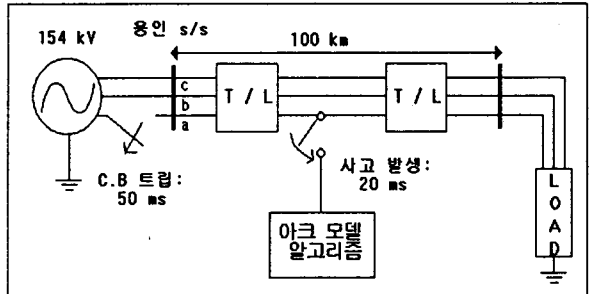 154 kV
용인 s/s
100 km
c
b
a
T / L
T / L
C.B 트립:
50 ms
사고 발생:
20 ms
아크 모델
알고리즘
LOAD